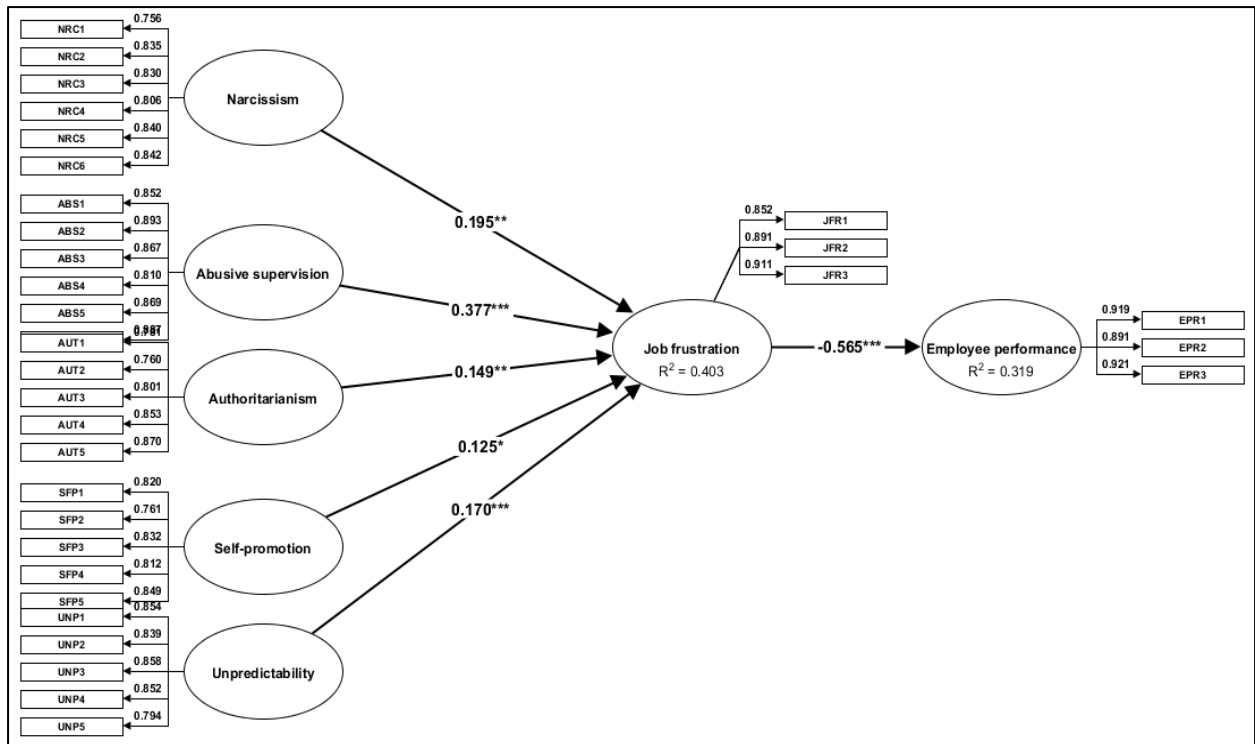 0.756
NRC1
0.835
NRC2
0.830
NRC3
0.806
NRC4
0.840
NRC5
0.842
NRC6
Narcissism
0.852
ABS1
0.893
ABS2
0.867
ABS3
0.810
ABS4
0.869
ABS5
Abusive supervision
AUT1
0.760
AUT2
0.801
AUT3
0.853
AUT4
0.870
AUT5
Authoritarianism
0.820
SFP1
0.761
SFP2
0.832
SFP3
0.812
SFP4
0.849
SFP5
Self-promotion
0.854
UNP1
0.839
UNP2
0.858
UNP3
0.852
UNP4
0.794
UNP5
Unpredictability
0.195**
0.377***
0.149**
0.125*
0.170***
0.852
JFR1
0.891
JFR2
0.911
JFR3
Job frustration
R² = 0.403
-0.565***
Employee performance
R² = 0.319
0.919
EPR1
0.891
EPR2
0.921
EPR3